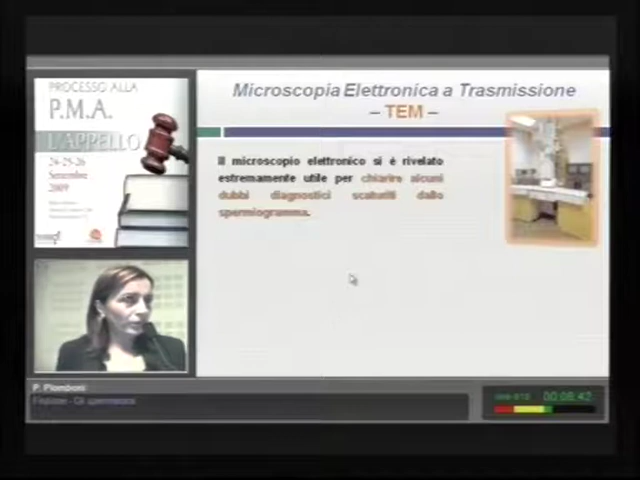 PROCESSO ALLA
P.M.A.
L'APPELLO
24-25-26
Settembre
2009
Microscopia Elettronica a Trasmissione
– TEM –
Il microscopio elettronico si è rivelato
estremamente utile per chiarire alcuni
dubbi diagnostici scaturiti dallo
spermiogramma.
P. Piomboni
00:06:42